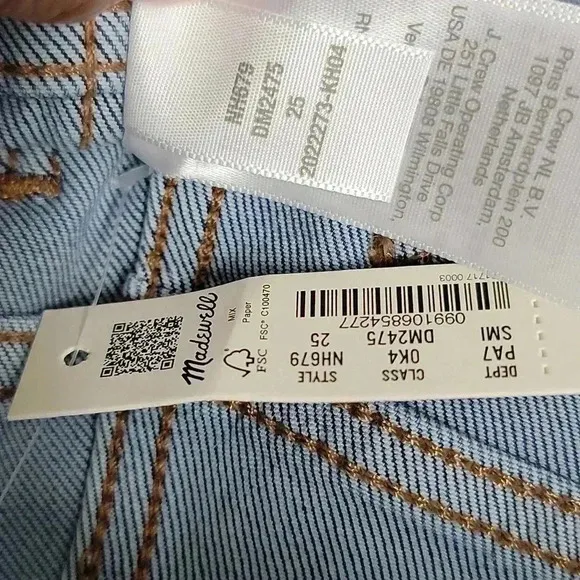 NH679
DM2475
25
2022273-KH04
J. Crew Operating Corp
251 Little Falls Drive
USA DE 19808 Wilmington,
J. Crew NL B.V.
Prins Bernhardplein 200
1097 JB Amsterdam,
Netherlands
Madewell
MIX
Paper
FSC® C100470
FSC
DEPT CLASS STYLE
PA7 0K4 NH679
SMI DM2475 25
099106854277
1717 0003